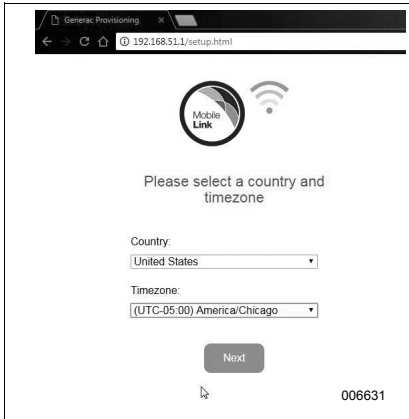 Generac Provisioning
192.168.51.1/setup.html
Mobile
Link
Please select a country and
timezone
Country:
United States
Timezone:
(UTC-05:00) America/Chicago
Next
006631